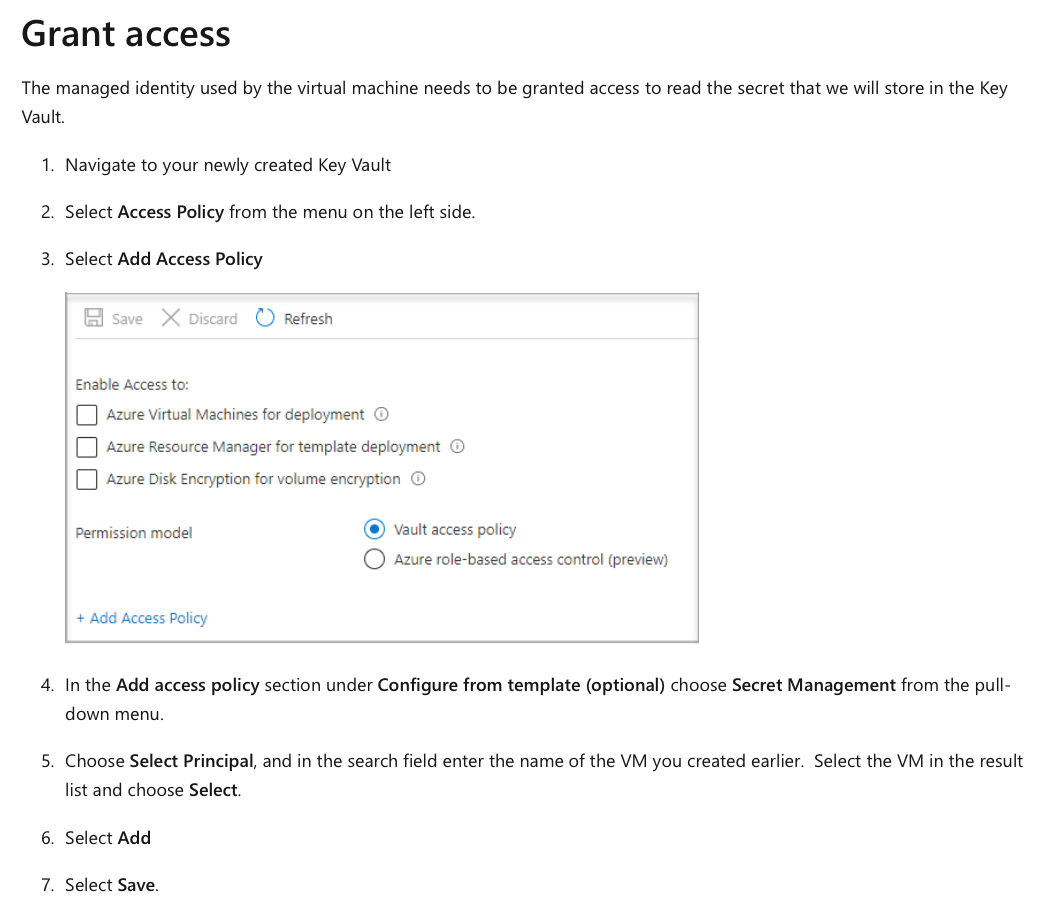 Grant access
The managed identity used by the virtual machine needs to be granted access to read the secret that we will store in the Key
Vault.
1. Navigate to your newly created Key Vault
2. Select Access Policy from the menu on the left side.
3. Select Add Access Policy
Save Discard Refresh
Enable Access to:
Azure Virtual Machines for deployment
Azure Resource Manager for template deployment
Azure Disk Encryption for volume encryption
Permission model
Vault access policy
Azure role-based access control (preview)
+ Add Access Policy
4. In the Add access policy section under Configure from template (optional) choose Secret Management from the pull-
down menu.
5. Choose Select Principal, and in the search field enter the name of the VM you created earlier.  Select the VM in the result
list and choose Select.
6. Select Add
7. Select Save.